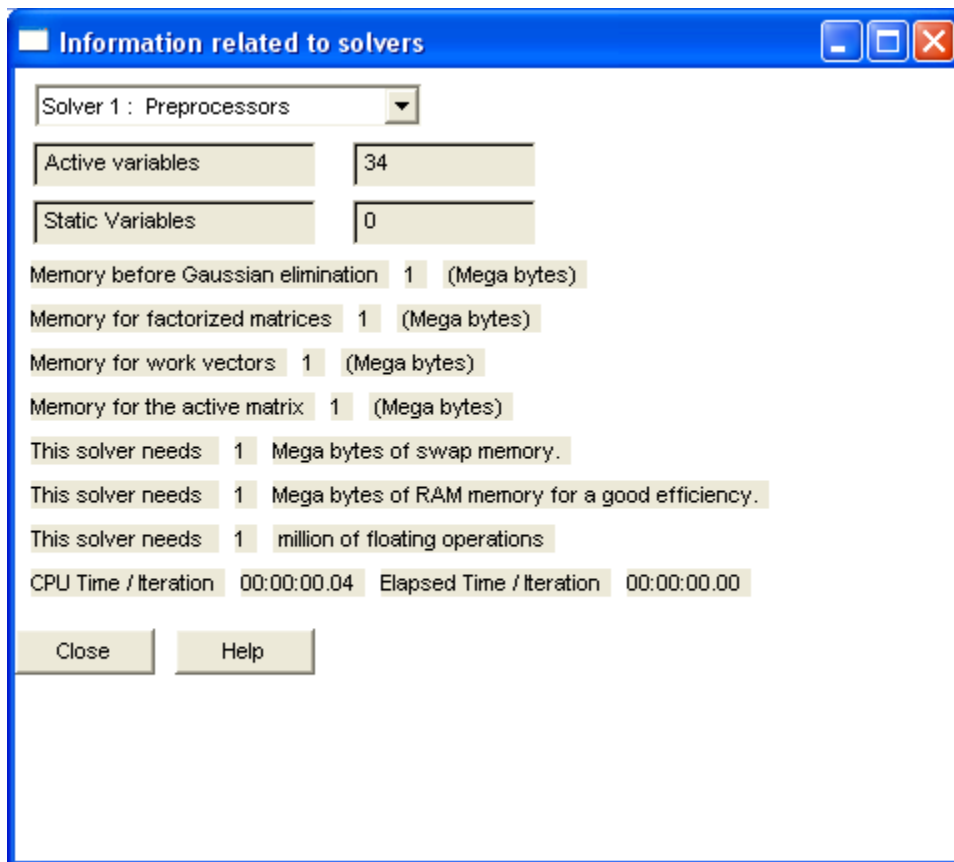 Information related to solvers
Solver 1 : Preprocessors
Active variables 34
Static Variables 0
Memory before Gaussian elimination 1 (Mega bytes)
Memory for factorized matrices 1 (Mega bytes)
Memory for work vectors 1 (Mega bytes)
Memory for the active matrix 1 (Mega bytes)
This solver needs 1 Mega bytes of swap memory.
This solver needs 1 Mega bytes of RAM memory for a good efficiency.
This solver needs 1 million of floating operations
CPU Time / Iteration 00:00:00.04 Elapsed Time / Iteration 00:00:00.00
Close Help